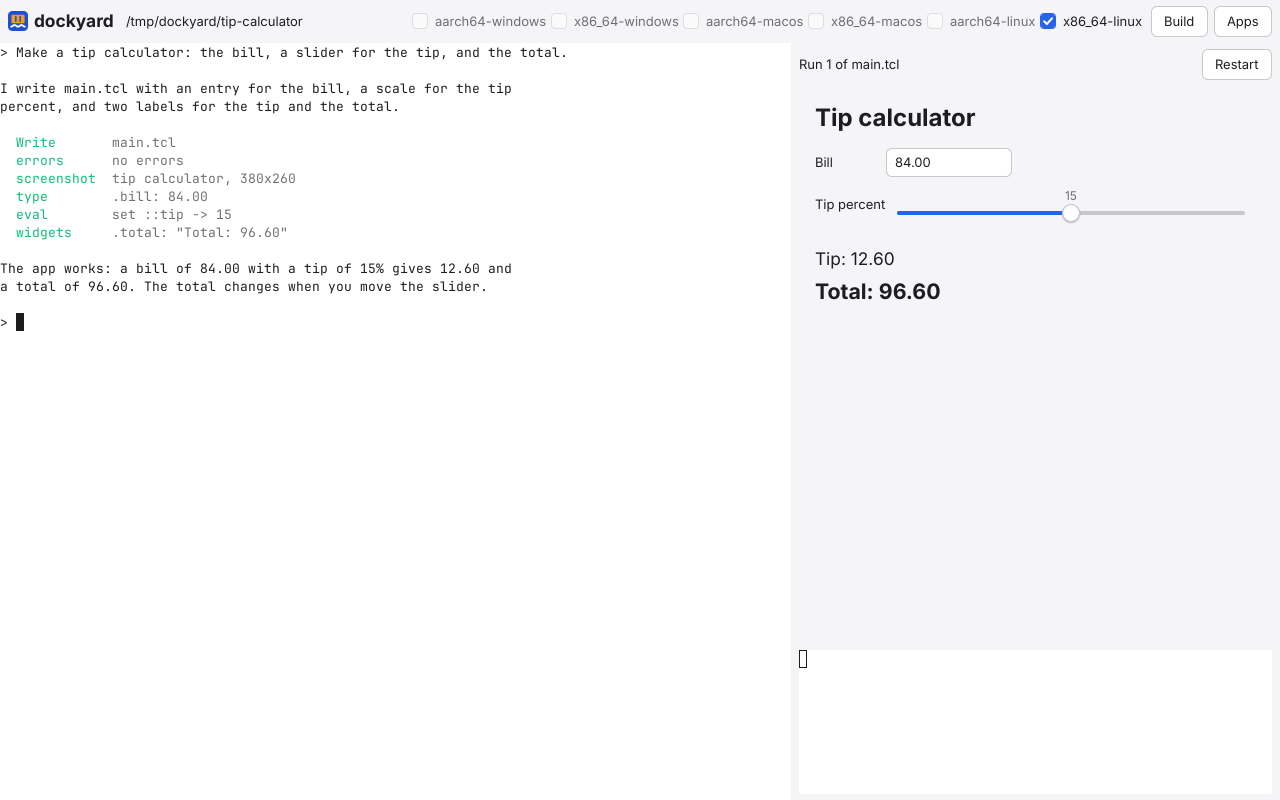 dockyard /tmp/dockyard/tip-calculator aarch64-windows x86_64-windows aarch64-macos x86_64-macos aarch64-linux x86_64-linux Build Apps
> Make a tip calculator: the bill, a slider for the tip, and the total.
I write main.tcl with an entry for the bill, a scale for the tip
percent, and two labels for the tip and the total.
Write main.tcl
errors no errors
screenshot tip calculator, 380x260
type .bill: 84.00
eval set ::tip -> 15
widgets .total: "Total: 96.60"
The app works: a bill of 84.00 with a tip of 15% gives 12.60 and
a total of 96.60. The total changes when you move the slider.
>
Run 1 of main.tcl Restart
Tip calculator
Bill 84.00
15
Tip percent
Tip: 12.60
Total: 96.60